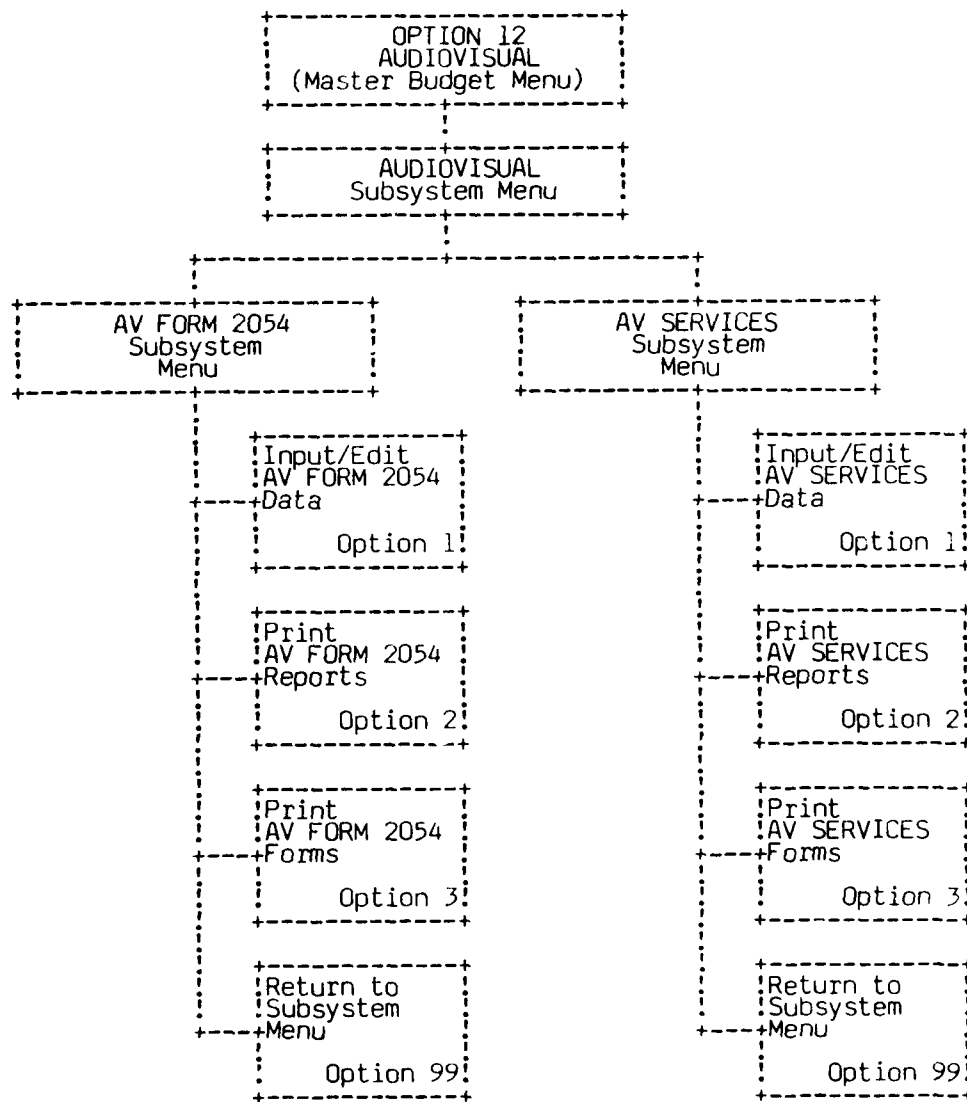 OPTION 12
AUDIOVISUAL
(Master Budget Menu)
AUDIOVISUAL
Subsystem Menu
AV FORM 2054
Subsystem
Menu
AV SERVICES
Subsystem
Menu
Input/Edit
AV FORM 2054
Data
Option 1
Input/Edit
AV SERVICES
Data
Option 1
Print
AV FORM 2054
Reports
Option 2
Print
AV SERVICES
Reports
Option 2
Print
AV FORM 2054
Forms
Option 3
Print
AV SERVICES
Forms
Option 3
Return to
Subsystem
Menu
Option 99
Return to
Subsystem
Menu
Option 99